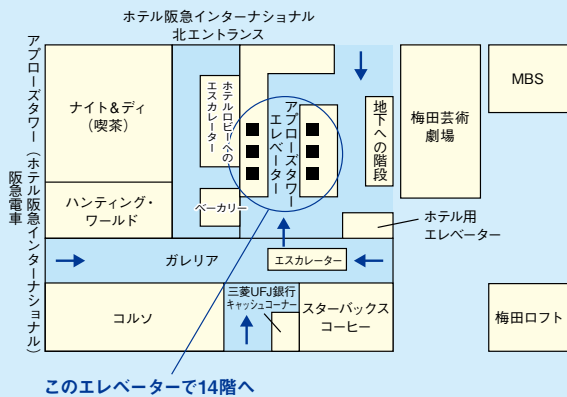 ホテル阪急インターナショナル
北エントランス
阪急電車
アプローズタワー(ホテル阪急インターナショナル)
ナイト&ディ
(喫茶)
ホテルロビーへの
エスカレーター
アプローズタワー
エレベーター
地下への階段
梅田芸術
劇場
MBS
ハンティング・
ワールド
ベーカリー
ホテル用
エレベーター
ガレリア
エスカレーター
コルソ
三菱UFJ銀行
キャッシュコーナー
スターバックス
コーヒー
梅田ロフト
このエレベーターで14階へ